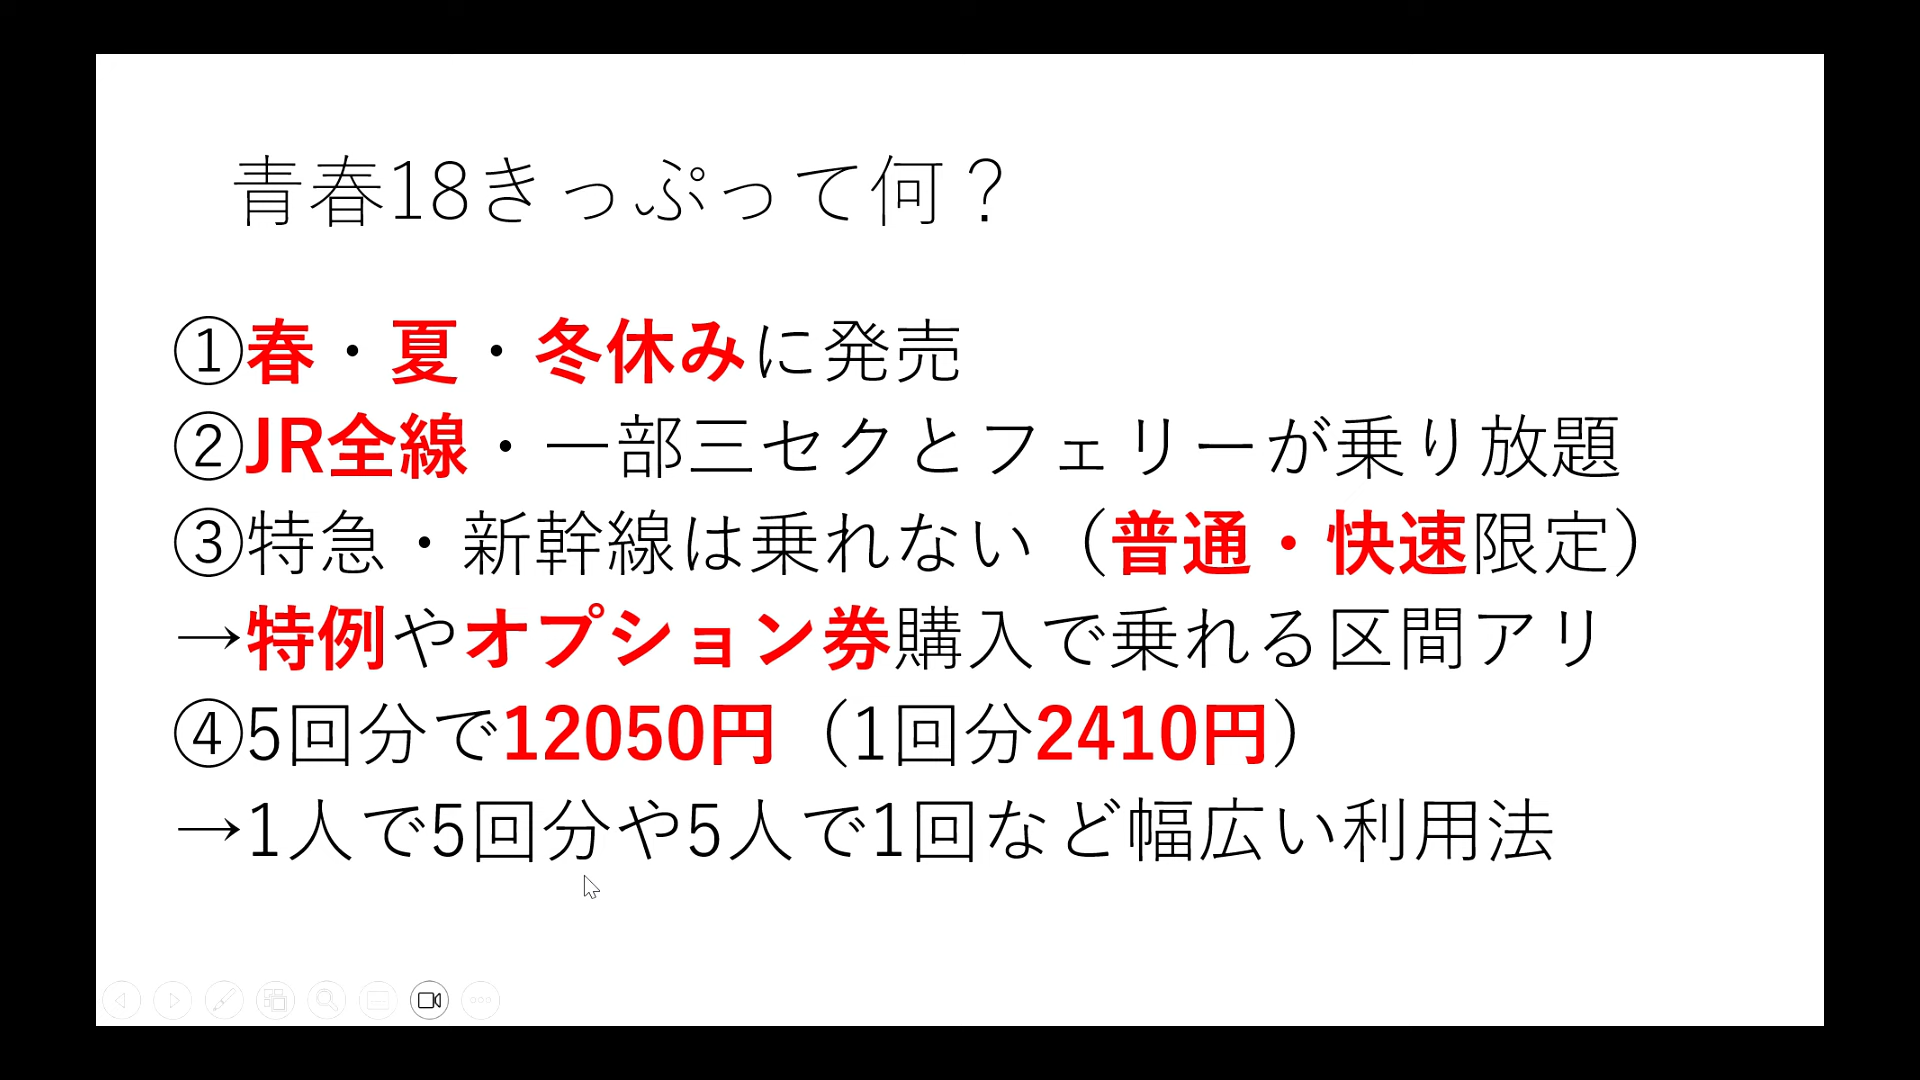 青春18きっぷって何？
①春・夏・冬休みに発売
②JR全線・一部三セクとフェリーが乗り放題
③特急・新幹線は乗れない（普通・快速限定）
→特例やオプション券購入で乗れる区間アリ
④5回分で12050円（1回分2410円）
→1人で5回分や5人で1回など幅広い利用法